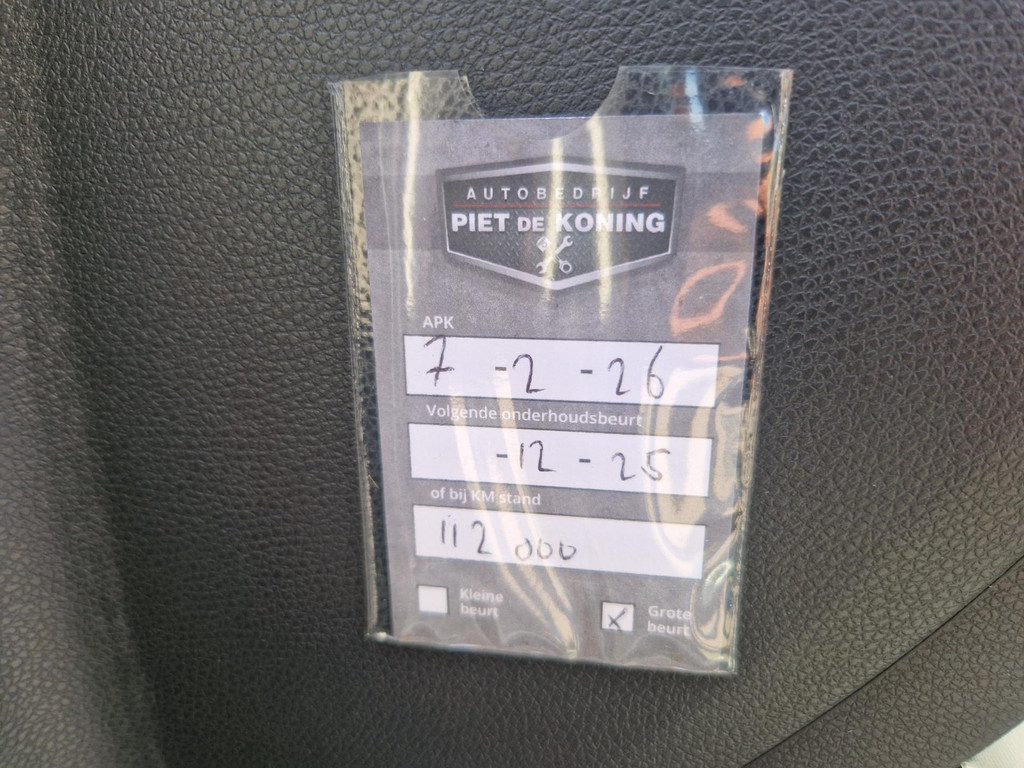 AUTOBEDRIJF
PIET DE KONING
APK
7 -2 -26
Volgende onderhoudsbeurt
-12 -25
of bij KM stand
112 000
Kleine
beurt
Grote
beurt